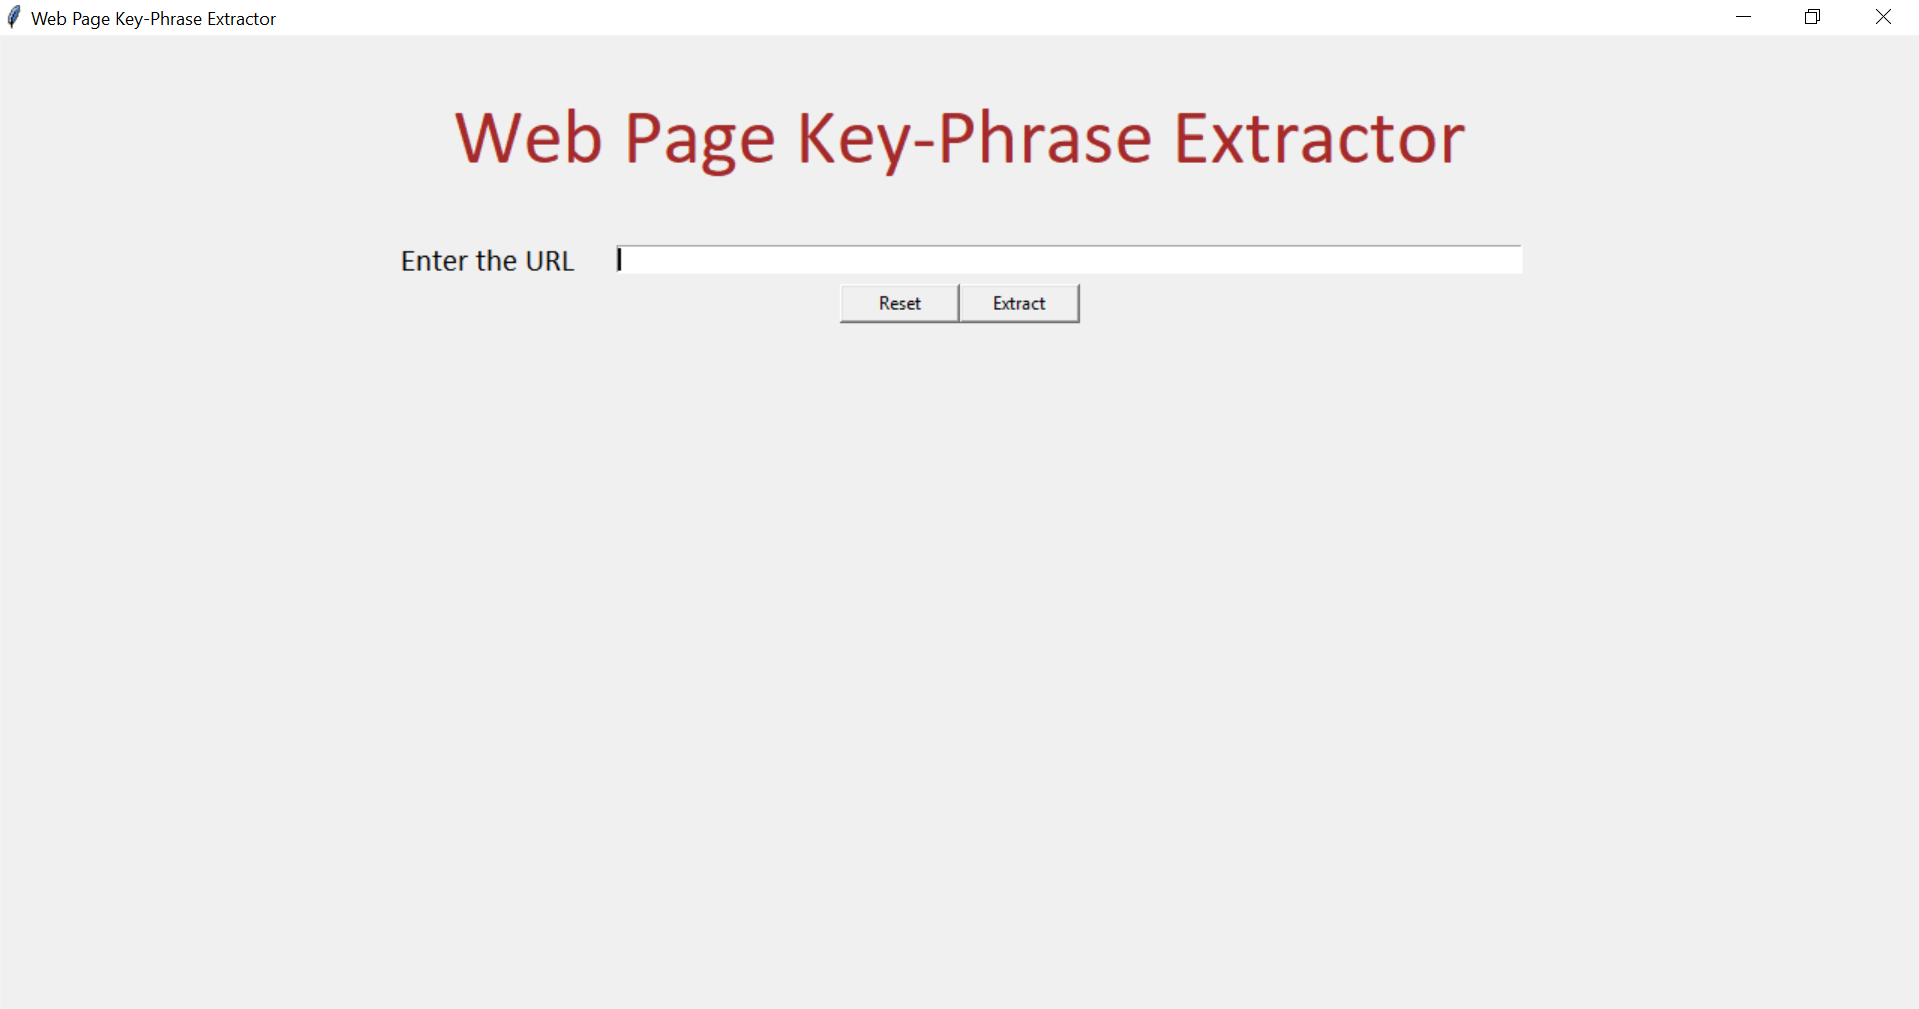 Web Page Key-Phrase Extractor
Web Page Key-Phrase Extractor
Enter the URL
Reset Extract